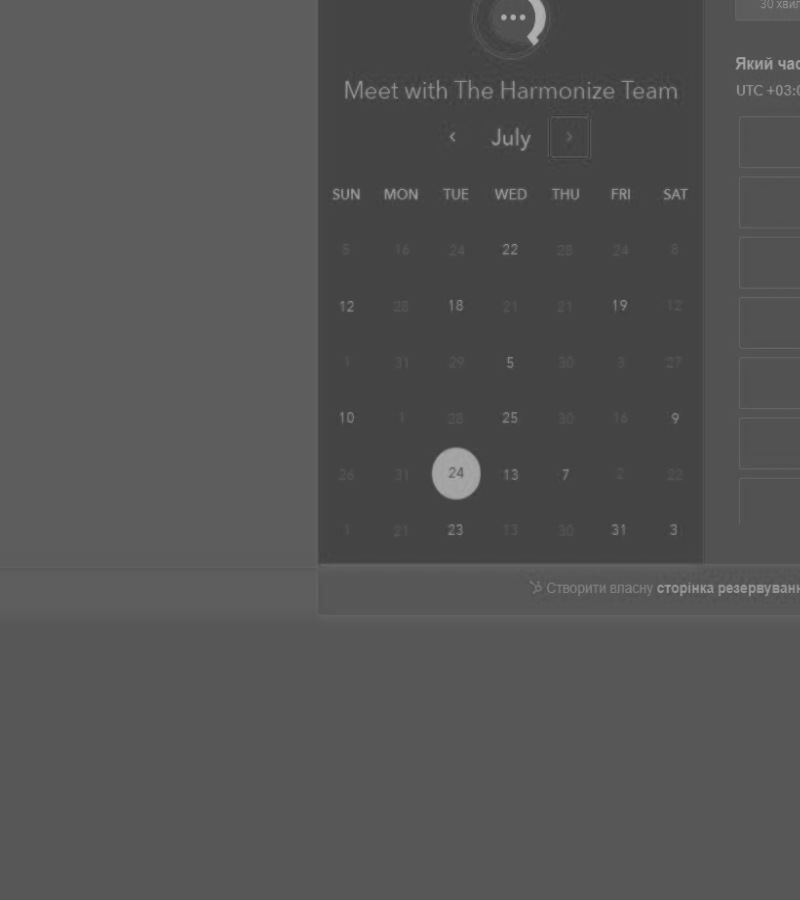 30 хвил
Meet with The Harmonize Team
Який час
UTC +03:0
July
SUN MON TUE WED THU FRI SAT
5 16 24 22 25 24 8
12 28 18 21 21 19 12
1 31 29 5 30 3 27
10 1 28 25 30 16 9
26 31 24 13 7 2 22
1 21 23 13 30 31 3
Створити власну сторінка резервуванн